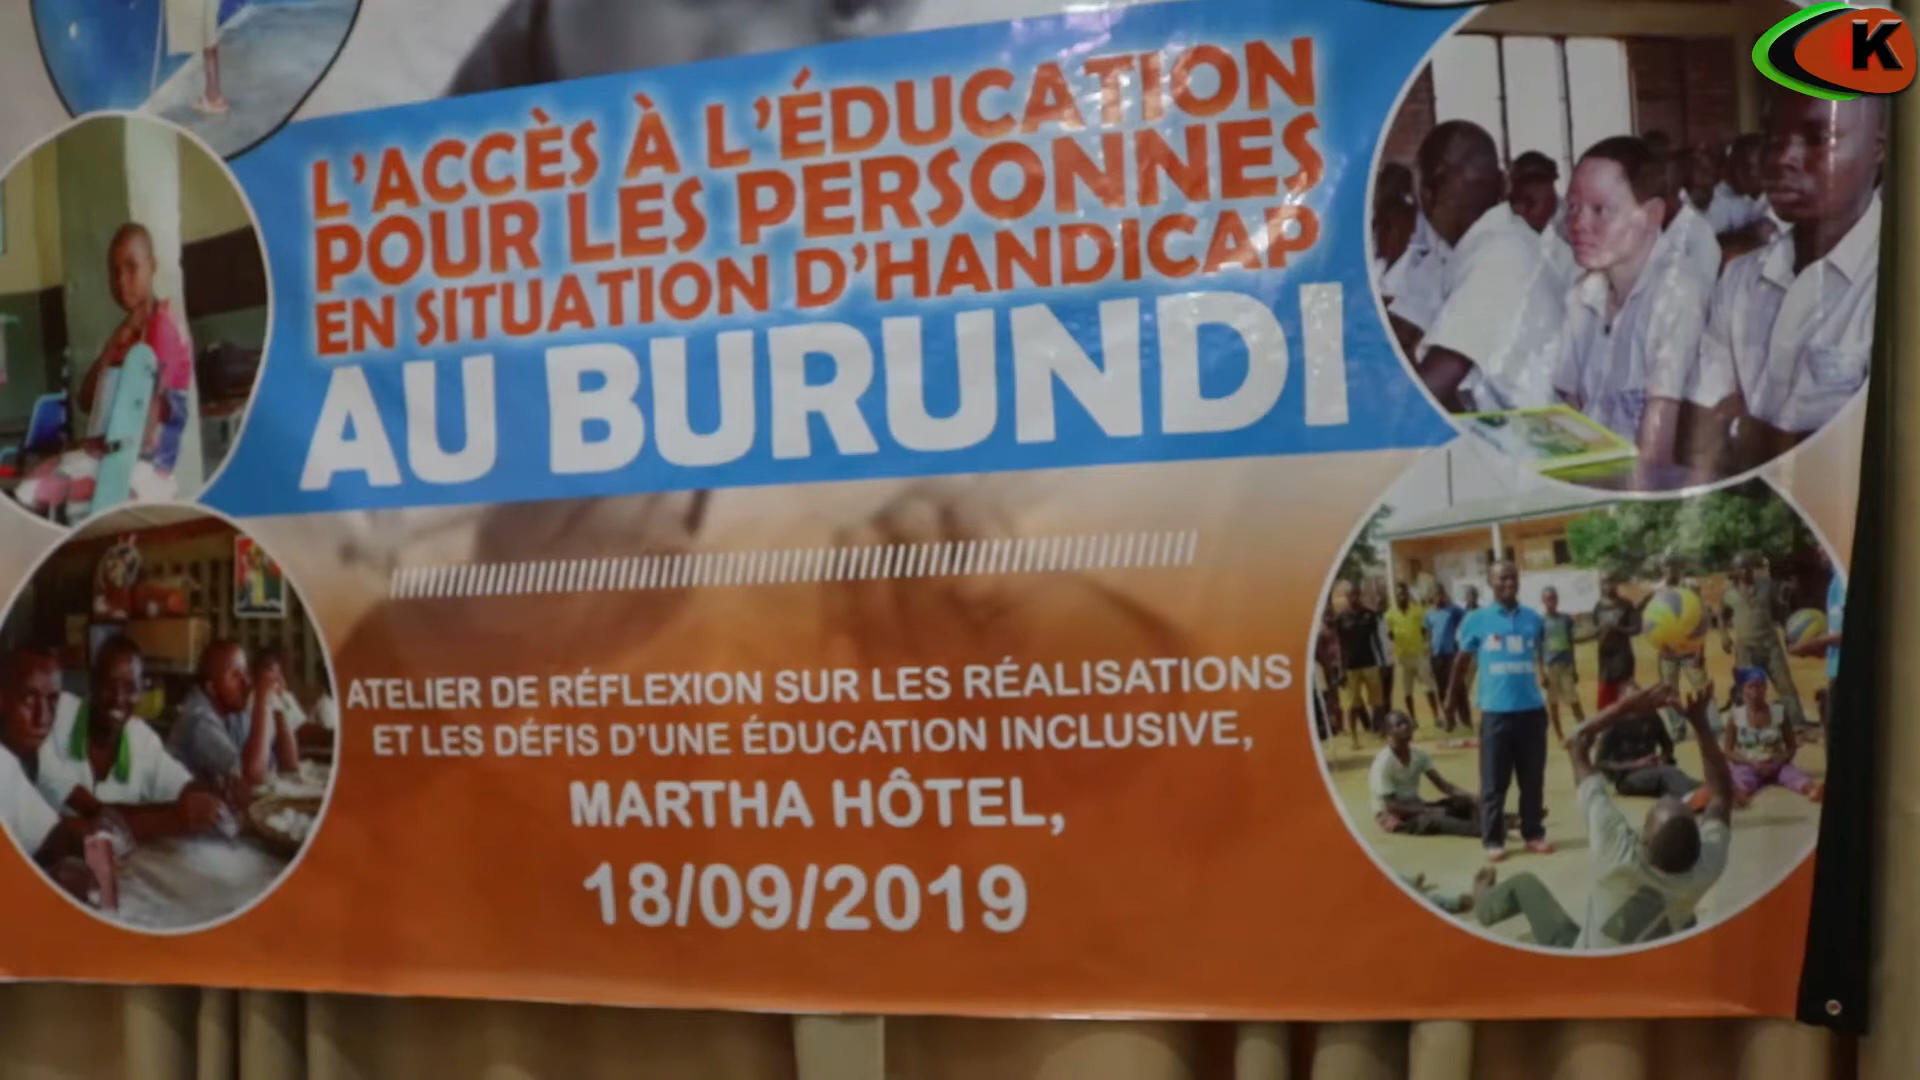 K
L'ACCÈS À L'ÉDUCATION
POUR LES PERSONNES
EN SITUATION D'HANDICAP
AU BURUNDI
ATELIER DE RÉFLEXION SUR LES RÉALISATIONS
ET LES DÉFIS D'UNE ÉDUCATION INCLUSIVE,
MARTHA HÔTEL,
18/09/2019